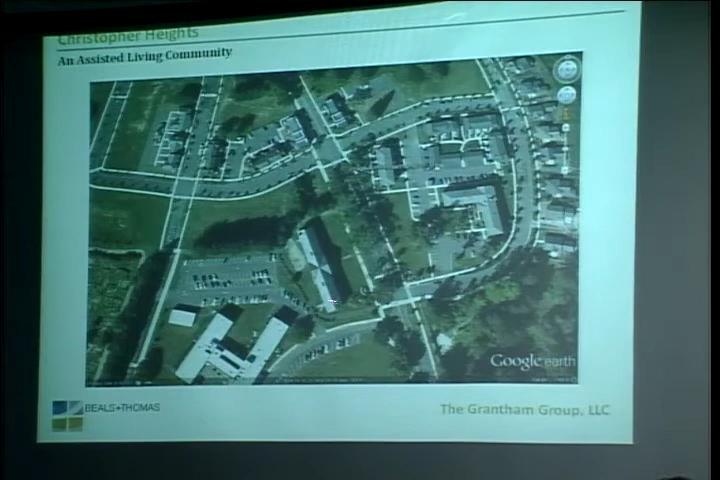 Christopher Heights
An Assisted Living Community
Google earth
BEALS+THOMAS
The Grantham Group, LLC